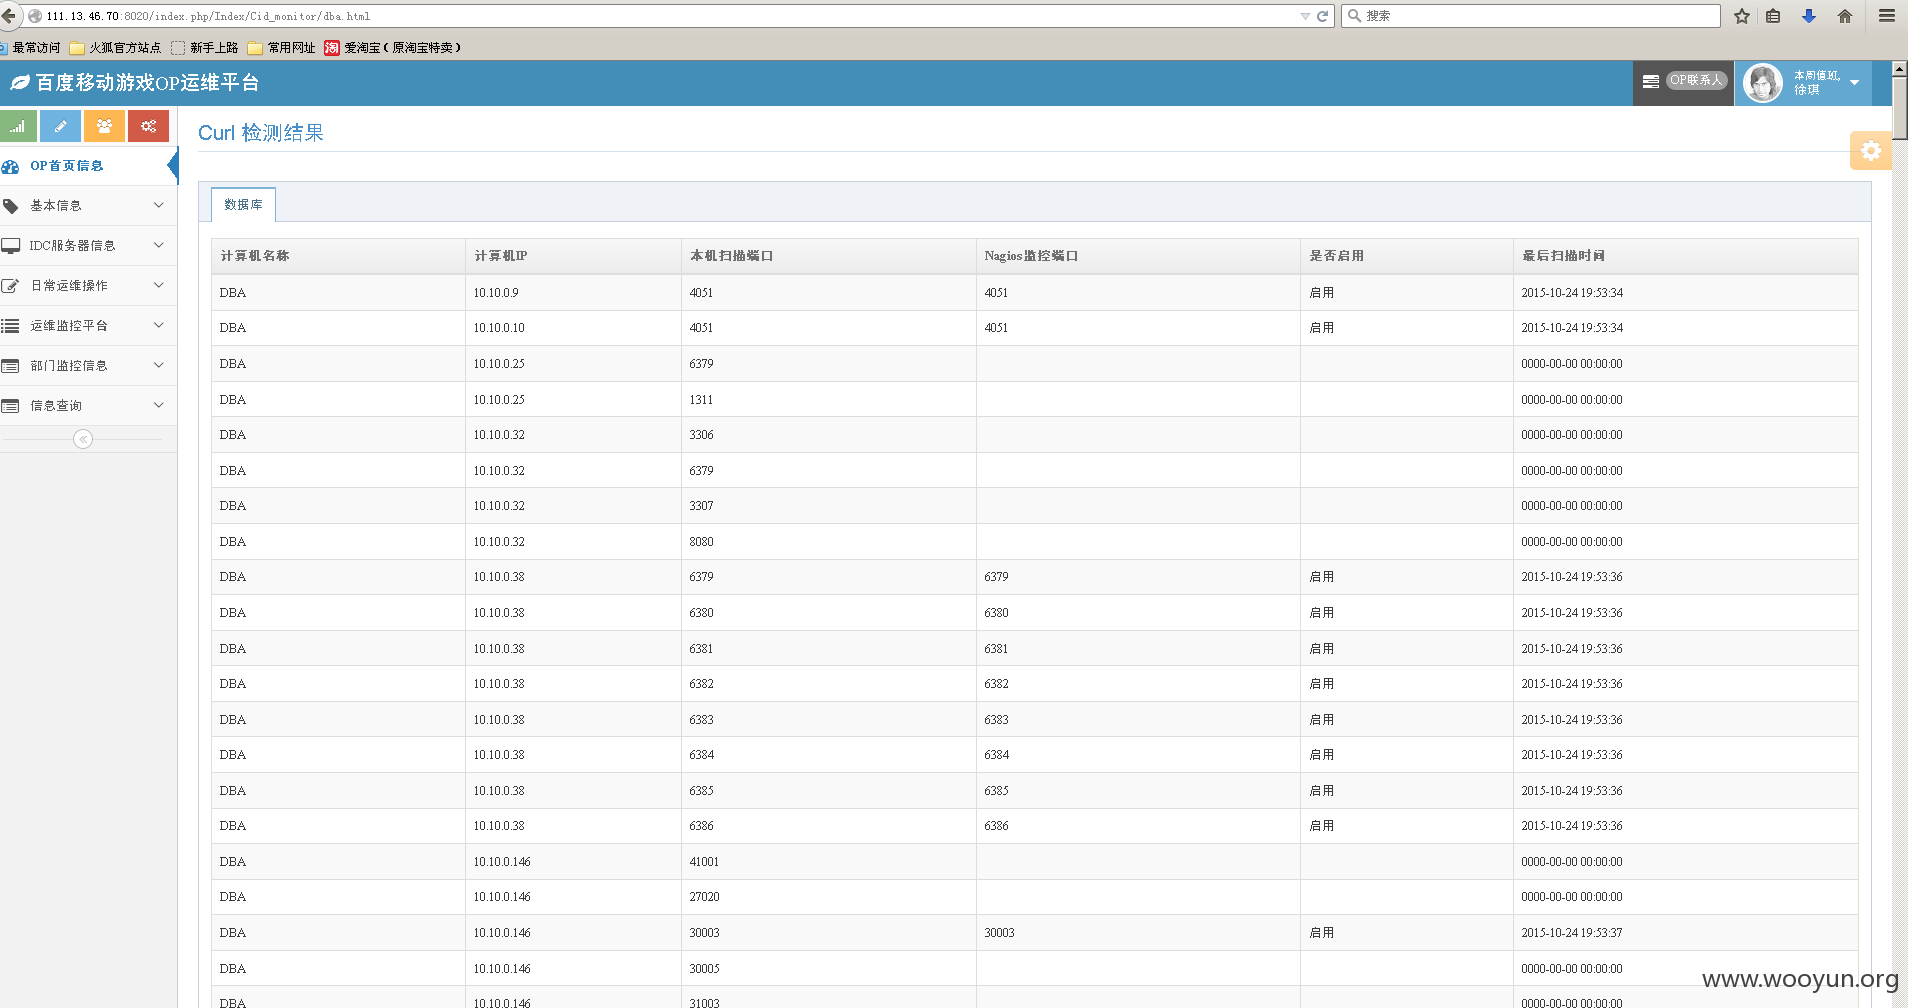 111.13.46.70:8020/index.php/Index/Cid_monitor/dba.html 搜索
最常访问 火狐官方站点 新手上路 常用网址 淘 爱淘宝（原淘宝特卖）
百度移动游戏OP运维平台 OP联系人 本周值班,
徐琪
Curl 检测结果
OP首页信息
基本信息
IDC服务器信息
日常运维操作
运维监控平台
部门监控信息
信息查询
数据库
计算机名称 计算机IP 本机扫描端口 Nagios监控端口 是否启用 最后扫描时间
DBA 10.10.0.9 4051 4051 启用 2015-10-24 19:53:34
DBA 10.10.0.10 4051 4051 启用 2015-10-24 19:53:34
DBA 10.10.0.25 6379 0000-00-00 00:00:00
DBA 10.10.0.25 1311 0000-00-00 00:00:00
DBA 10.10.0.32 3306 0000-00-00 00:00:00
DBA 10.10.0.32 6379 0000-00-00 00:00:00
DBA 10.10.0.32 3307 0000-00-00 00:00:00
DBA 10.10.0.32 8080 0000-00-00 00:00:00
DBA 10.10.0.38 6379 6379 启用 2015-10-24 19:53:36
DBA 10.10.0.38 6380 6380 启用 2015-10-24 19:53:36
DBA 10.10.0.38 6381 6381 启用 2015-10-24 19:53:36
DBA 10.10.0.38 6382 6382 启用 2015-10-24 19:53:36
DBA 10.10.0.38 6383 6383 启用 2015-10-24 19:53:36
DBA 10.10.0.38 6384 6384 启用 2015-10-24 19:53:36
DBA 10.10.0.38 6385 6385 启用 2015-10-24 19:53:36
DBA 10.10.0.38 6386 6386 启用 2015-10-24 19:53:36
DBA 10.10.0.146 41001 0000-00-00 00:00:00
DBA 10.10.0.146 27020 0000-00-00 00:00:00
DBA 10.10.0.146 30003 30003 启用 2015-10-24 19:53:37
DBA 10.10.0.146 30005 0000-00-00 00:00:00
DBA 10.10.0.146 31003 0000-00-00 00:00:00
www.wooyun.org